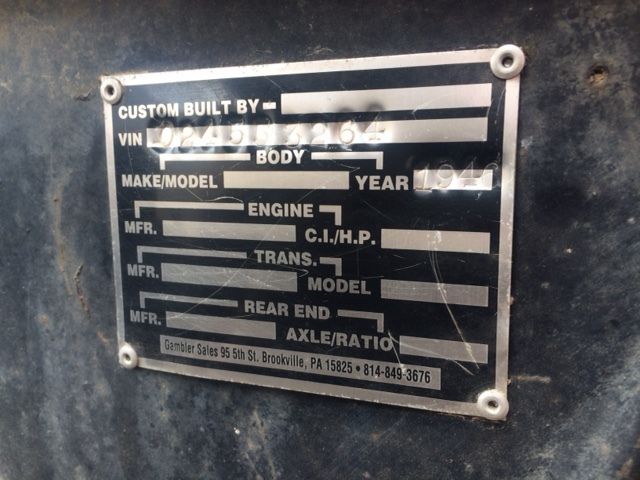 CUSTOM BUILT BY -
VIN
BODY
MAKE/MODEL YEAR
ENGINE
MFR. C.I./H.P.
TRANS.
MFR. MODEL
REAR END
MFR. AXLE/RATIO
Gambler Sales 95 5th St. Brookville, PA 15825 • 814-849-3676